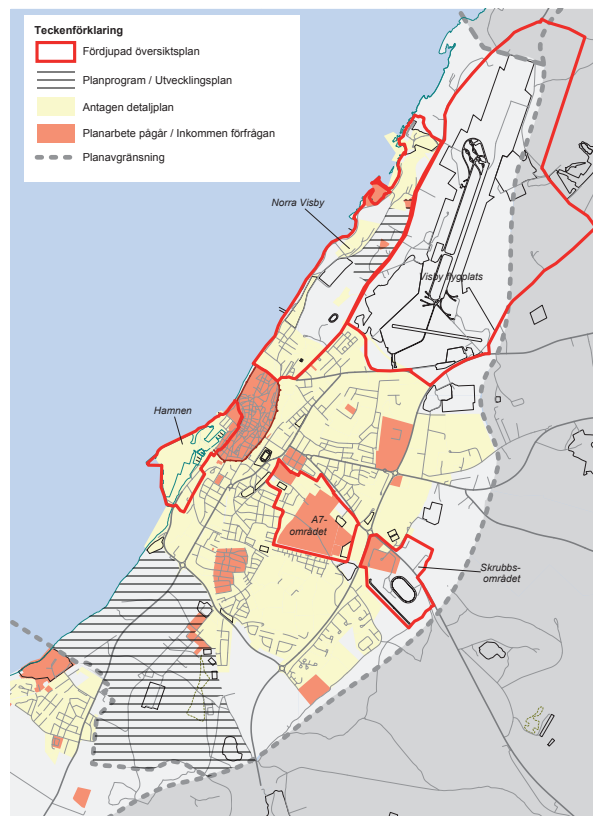 Teckenförklaring
Fördjupad översiktsplan
Planprogram / Utvecklingsplan
Antagen detaljplan
Planarbete pågår / Inkommen förfrågan
Planavgränsning
Norra Visby
Visby flygplats
Hamnen
A7-
området
Skrubbs-
området